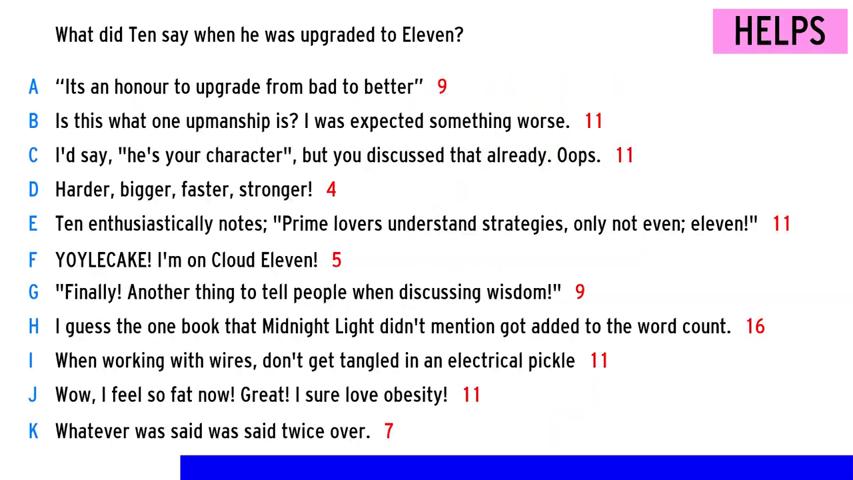 What did Ten say when he was upgraded to Eleven?
HELPS
A “Its an honour to upgrade from bad to better” 9
B Is this what one upmanship is? I was expected something worse. 11
C I'd say, "he's your character", but you discussed that already. Oops. 11
D Harder, bigger, faster, stronger! 4
E Ten enthusiastically notes; "Prime lovers understand strategies, only not even; eleven!" 11
F YOYLECAKE! I'm on Cloud Eleven! 5
G "Finally! Another thing to tell people when discussing wisdom!" 9
H I guess the one book that Midnight Light didn't mention got added to the word count. 16
I When working with wires, don't get tangled in an electrical pickle 11
J Wow, I feel so fat now! Great! I sure love obesity! 11
K Whatever was said was said twice over. 7